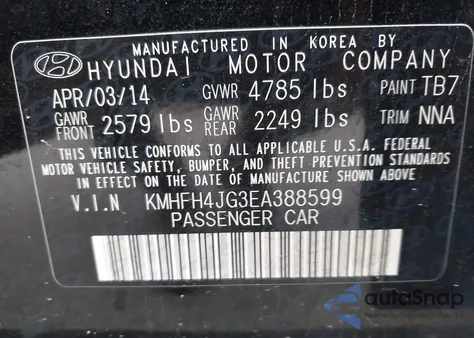 MANUFACTURED IN KOREA BY
HYUNDAI MOTOR COMPANY
APR/03/14 GVWR 4785 lbs PAINT TB7
GAWR FRONT 2579 lbs GAWR REAR 2249 lbs TRIM NNA
THIS VEHICLE CONFORMS TO ALL APPLICABLE U.S.A. FEDERAL
MOTOR VEHICLE SAFETY, BUMPER, AND THEFT PREVENTION STANDARDS
IN EFFECT ON THE DATE OF MANUFACTURE SHOWN ABOVE.
V.I.N KMHFH4JG3EA388599
PASSENGER CAR
autoSnap